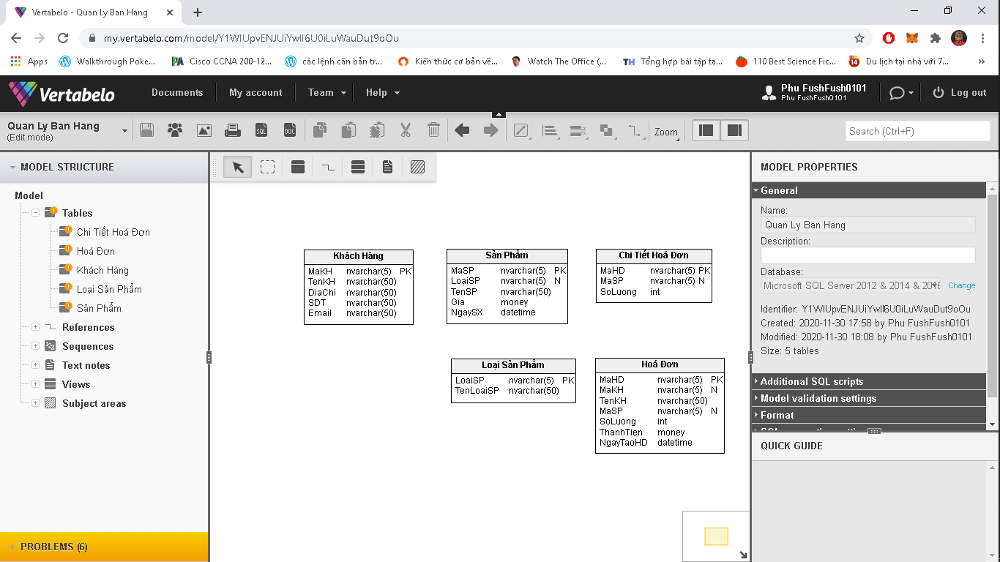 Vertabelo - Quan Ly Ban Hang
my.vertabelo.com/model/Y1WlUpvENJUiYwIl6U0iLuWauDut9oOu
Apps
Walkthrough Poke...
Cisco CCNA 200-12...
các lệnh căn bản tr...
Kiến thức cơ bản về...
Watch The Office (...
TH Tổng hợp bài tập ta...
110 Best Science Fic...
14 Du lịch tại nhà với 7...
»
Vertabelo
Documents
My account
Team
Help
Phu FushFush0101
Phu FushFush0101
Log out
Quan Ly Ban Hang
(Edit mode)
SQL
DOC
Zoom
Search (Ctrl+F)
MODEL STRUCTURE
Model
Tables
Chi Tiết Hoá Đơn
Hoá Đơn
Khách Hàng
Loại Sản Phẩm
Sản Phẩm
References
123 Sequences
Text notes
Views
Subject areas
PROBLEMS (6)
Khách Hàng
MaKH nvarchar(5) PK
TenKH nvarchar(50)
DiaChi nvarchar(50)
SDT nvarchar(50)
Email nvarchar(50)
Sản Phẩm
MaSP nvarchar(5) PK
LoạiSP nvarchar(5) N
TenSP nvarchar(50)
Gia money
NgaySX datetime
Chi Tiết Hoá Đơn
MaHD nvarchar(5) PK
MaSP nvarchar(5) N
SoLuong int
Loại Sản Phẩm
LoaiSP nvarchar(5) PK
TenLoaiSP nvarchar(50)
Hoá Đơn
MaHD nvarchar(5) PK
MaKH nvarchar(5) N
TenKH nvarchar(50)
MaSP nvarchar(5) N
SoLuong int
ThanhTien money
NgayTaoHD datetime
MODEL PROPERTIES
General
Name:
Quan Ly Ban Hang
Description:
Database:
Microsoft SQL Server 2012 & 2014 & 2016
Change
Identifier: Y1WlUpvENJUiYwIl6U0iLuWauDut9oOu
Created: 2020-11-30 17:58 by Phu FushFush0101
Modified: 2020-11-30 18:08 by Phu FushFush0101
Size: 5 tables
Additional SQL scripts
Model validation settings
Format
QUICK GUIDE